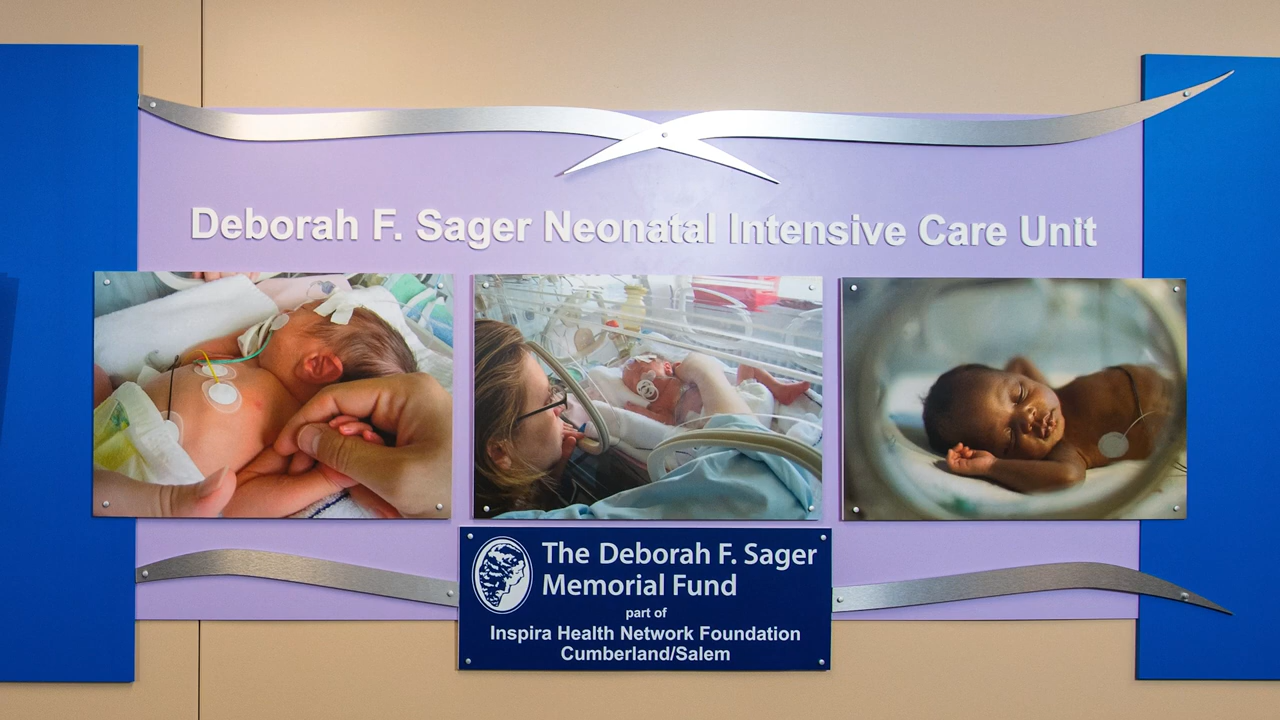 Deborah F. Sager Neonatal Intensive Care Unit
The Deborah F. Sager
Memorial Fund
part of
Inspira Health Network Foundation
Cumberland/Salem